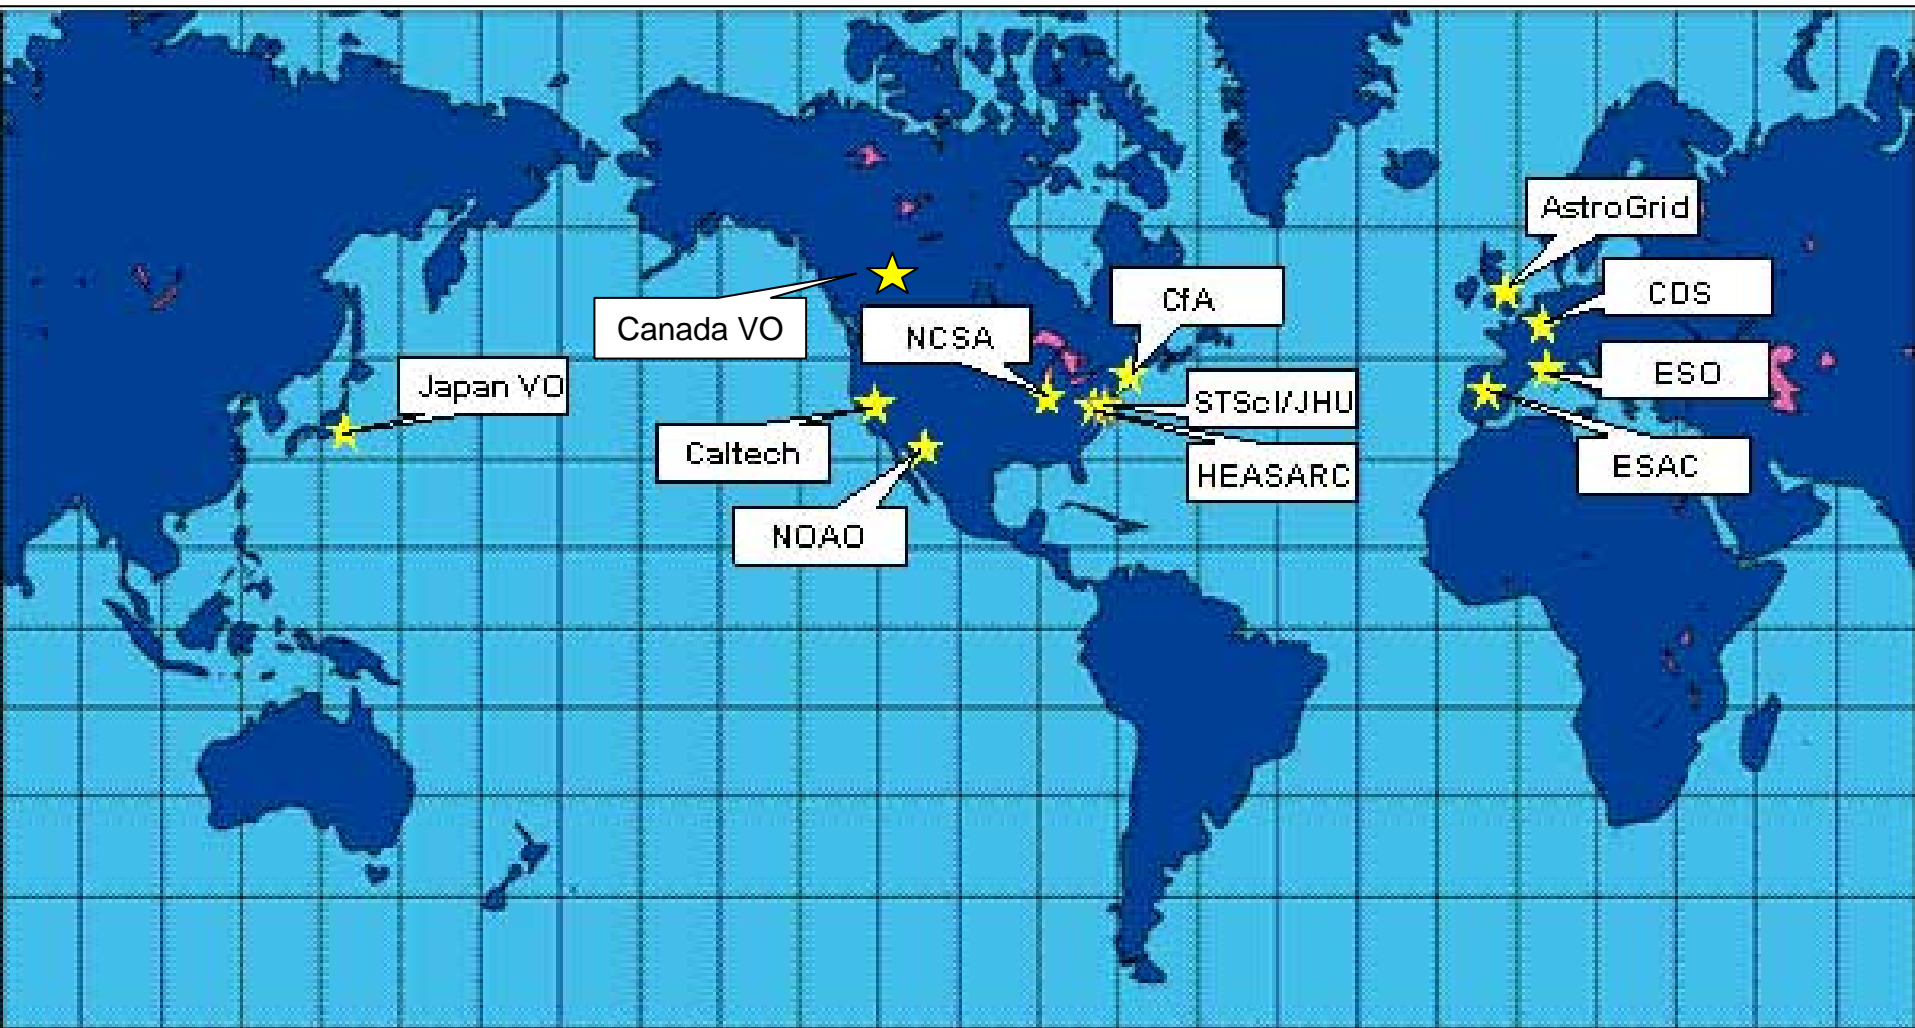 AstroGrid
CDS
CfA
Canada VO
NCSA
ESO
Japan VO
STScI/JHU
Caltech
ESAC
HEASARC
NOAO